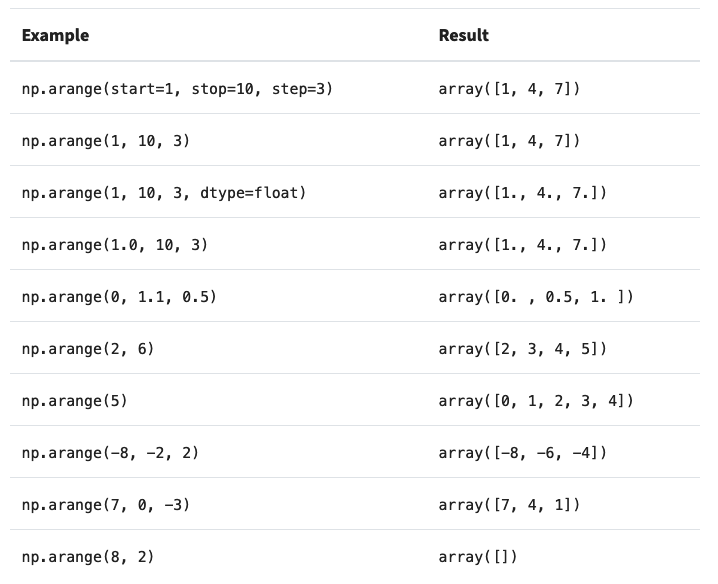 Example Result
np.arange(start=1, stop=10, step=3) array([1, 4, 7])
np.arange(1, 10, 3) array([1, 4, 7])
np.arange(1, 10, 3, dtype=float) array([1., 4., 7.])
np.arange(1.0, 10, 3) array([1., 4., 7.])
np.arange(0, 1.1, 0.5) array([0. , 0.5, 1. ])
np.arange(2, 6) array([2, 3, 4, 5])
np.arange(5) array([0, 1, 2, 3, 4])
np.arange(-8, -2, 2) array([-8, -6, -4])
np.arange(7, 0, -3) array([7, 4, 1])
np.arange(8, 2) array([])